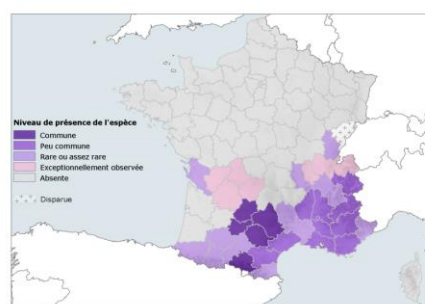 Niveau de présence de l'espèce
Commune
Peu commune
Rare ou assez rare
Exceptionnellement observée
Absente
Disparue